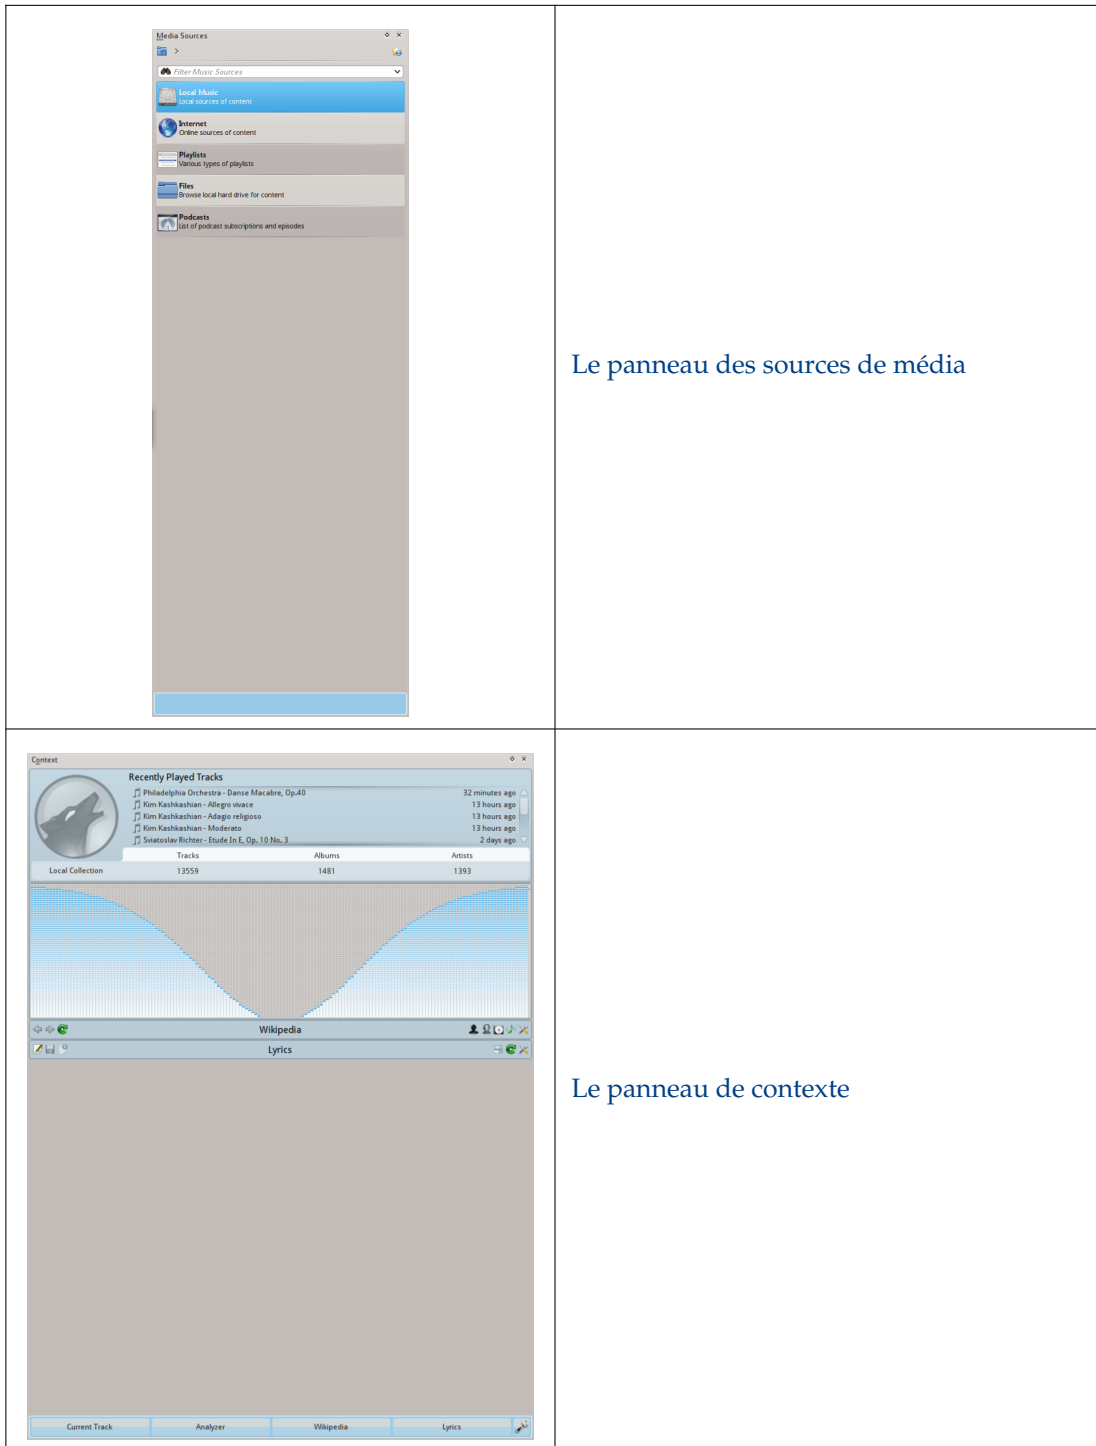 Media Sources
>
Filter Music Sources
Local Music
Local sources of content
Internet
Online sources of content
Playlists
Various types of playlists
Files
Browse local hard drive for content
Podcasts
List of podcast subscriptions and episodes
Le panneau des sources de média
Context
Recently Played Tracks
Philadelphia Orchestra - Danse Macabre, Op.40 32 minutes ago
Kim Kashkashian - Allegro vivace 13 hours ago
Kim Kashkashian - Adagio religioso 13 hours ago
Kim Kashkashian - Moderato 13 hours ago
Sviatoslav Richter - Etude In E, Op. 10 No. 3 2 days ago
Tracks Albums Artists
Local Collection 13559 1481 1393
Wikipedia
Lyrics
Current Track Analyzer Wikipedia Lyrics
Le panneau de contexte